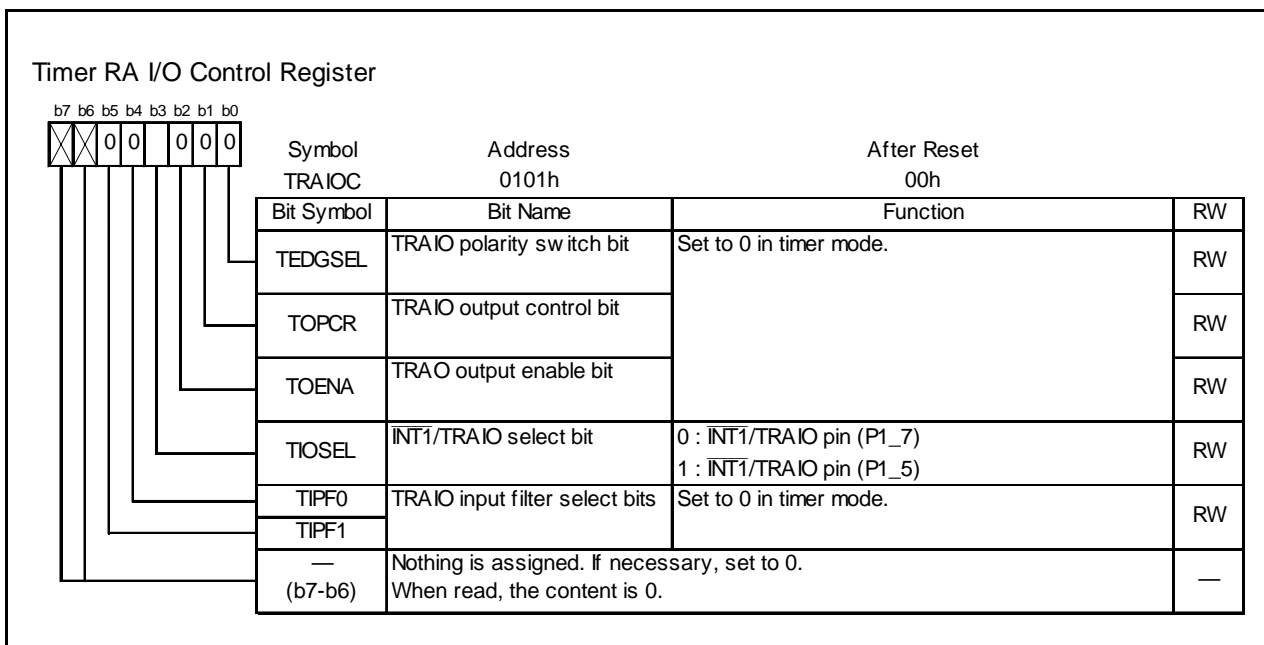 Timer RA I/O Control Register
b7 b6 b5 b4 b3 b2 b1 b0
0 0 0 0 0
Symbol Address After Reset
TRAIOC 0101h 00h
Bit Symbol Bit Name Function RW
TEDGSEL TRAIO polarity switch bit Set to 0 in timer mode. RW
TOPCR TRAIO output control bit RW
TOENA TRAO output enable bit RW
TIOSEL INT1/TRAIO select bit 0 : INT1/TRAIO pin (P1_7) RW
1 : INT1/TRAIO pin (P1_5)
TIPF0 TRAIO input filter select bits Set to 0 in timer mode. RW
TIPF1
— Nothing is assigned. If necessary, set to 0. —
(b7-b6) When read, the content is 0.